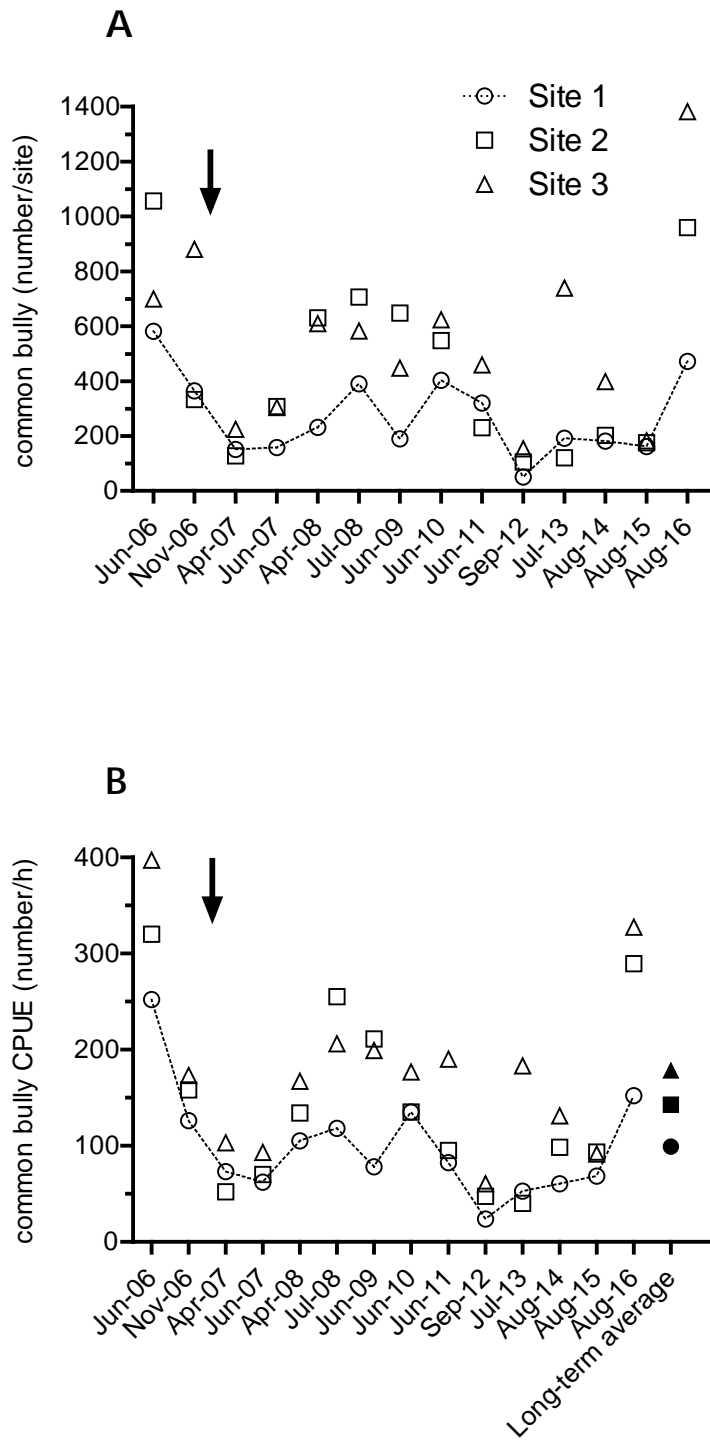 A
Site 1
Site 2
Site 3
common bully (number/site)
1400
1200
1000
800
600
400
200
0
Jun-06
Nov-06
Apr-07
Jun-07
Apr-08
Jul-08
Jun-09
Jun-10
Jun-11
Sep-12
Jul-13
Aug-14
Aug-15
Aug-16
B
common bully CPUE (number/h)
400
300
200
100
0
Jun-06
Nov-06
Apr-07
Jun-07
Apr-08
Jul-08
Jun-09
Jun-10
Jun-11
Sep-12
Jul-13
Aug-14
Aug-15
Aug-16
Long-term average